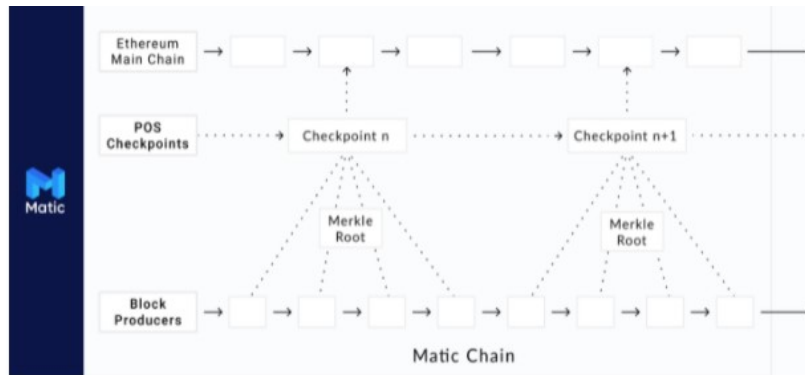 Ethereum
Main Chain
POS
Checkpoints
Checkpoint n
Checkpoint n+1
Matic
Merkle
Root
Merkle
Root
Block
Producers
Matic Chain